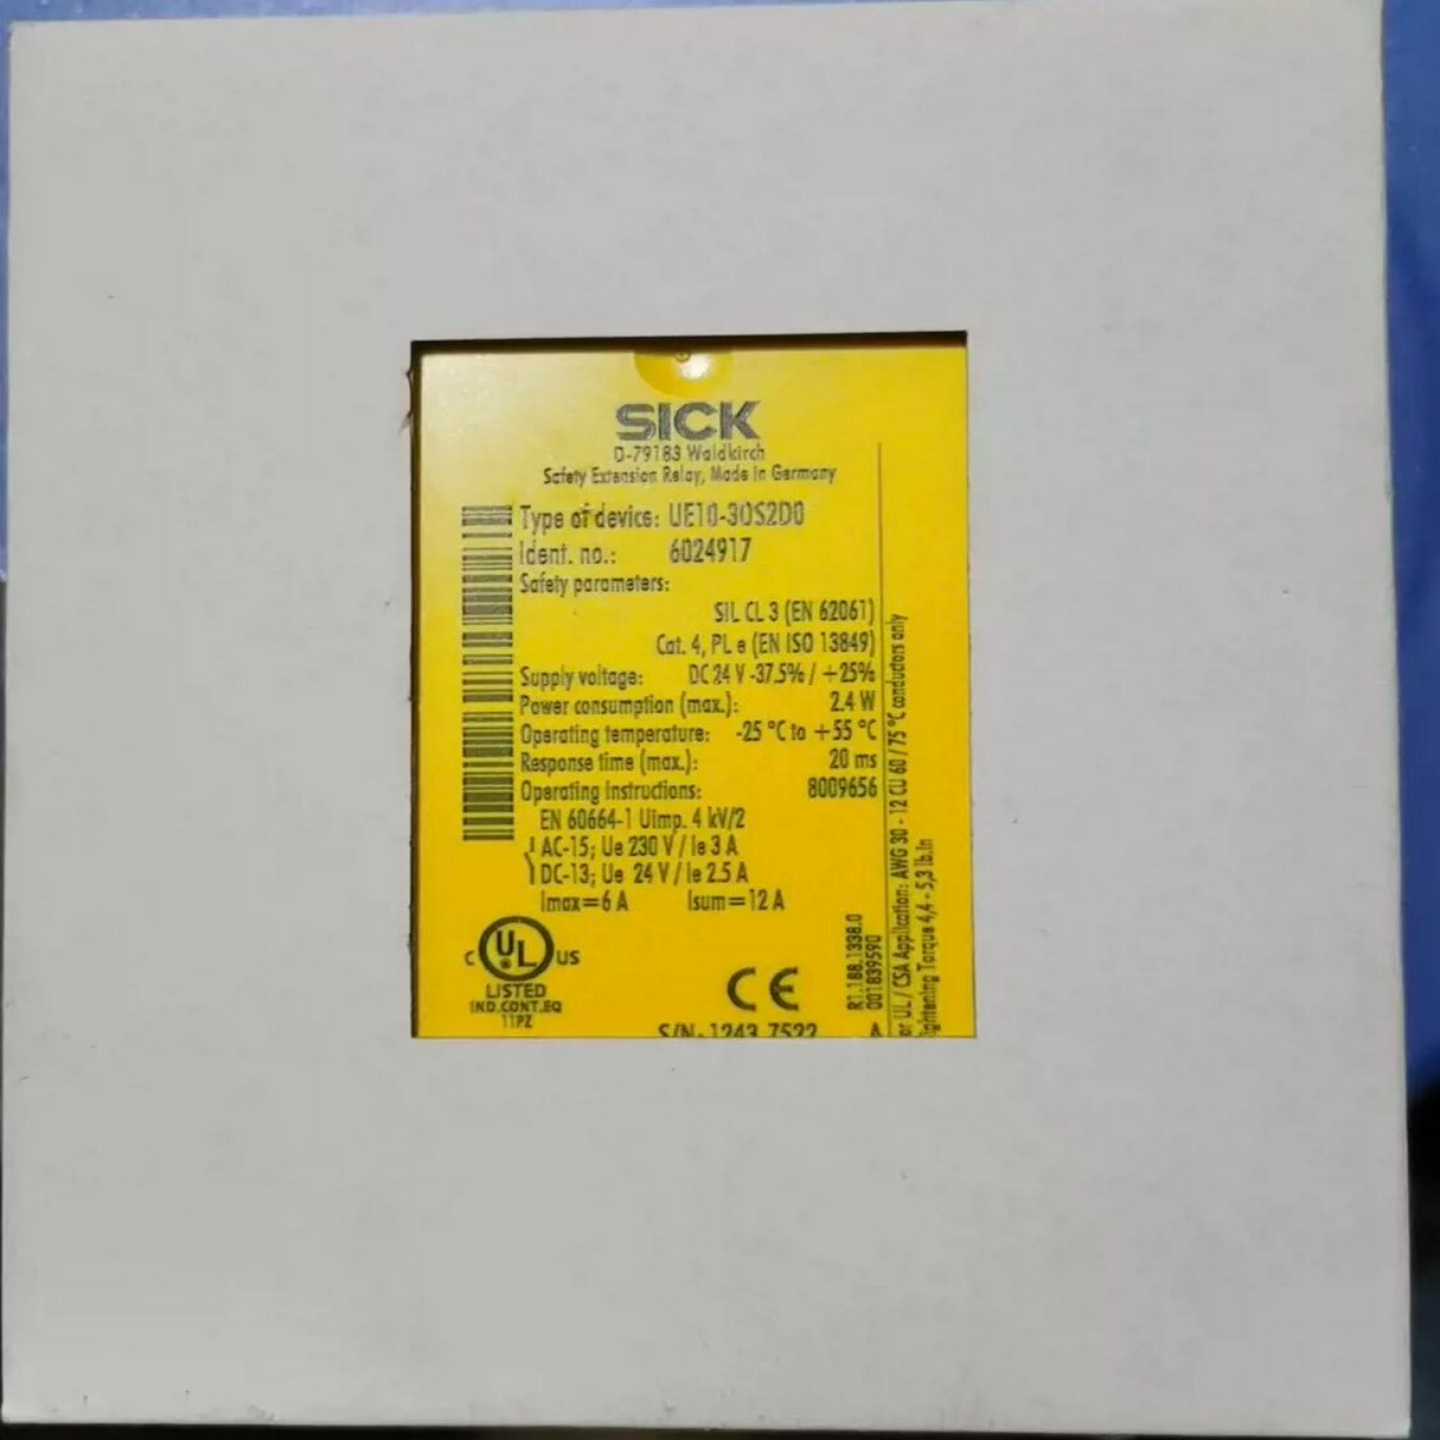 SICK
D-79183 Waldkirch
Safety Extension Relay, Made in Germany
Type of device: UE10-3OS2D0
Ident. no.: 6024917
Safety parameters:
SIL CL 3 (EN 62061)
Cat. 4, PL e (EN ISO 13849)
Supply voltage: DC 24 V -37.5% / +25%
Power consumption (max.): 2.4 W
Operating temperature: -25 °C to +55 °C
Response time (max.): 20 ms
Operating instructions: 8009656
EN 60664-1 Uimp. 4 kV/2
AC-15; Ue 230 V / Ie 3 A
DC-13; Ue 24 V / Ie 2.5 A
Imax=6 A Isum=12 A
C UL US
LISTED
IND.CONT.EQ
11PZ
CE
S/N: 1243 7522 A
R1.188.1338.0
001839590
or UL / CSA Application: AWG 30 - 12 CU 60 / 75 °C conductors only
ightening Torque 4,4 - 5,3 lb.in